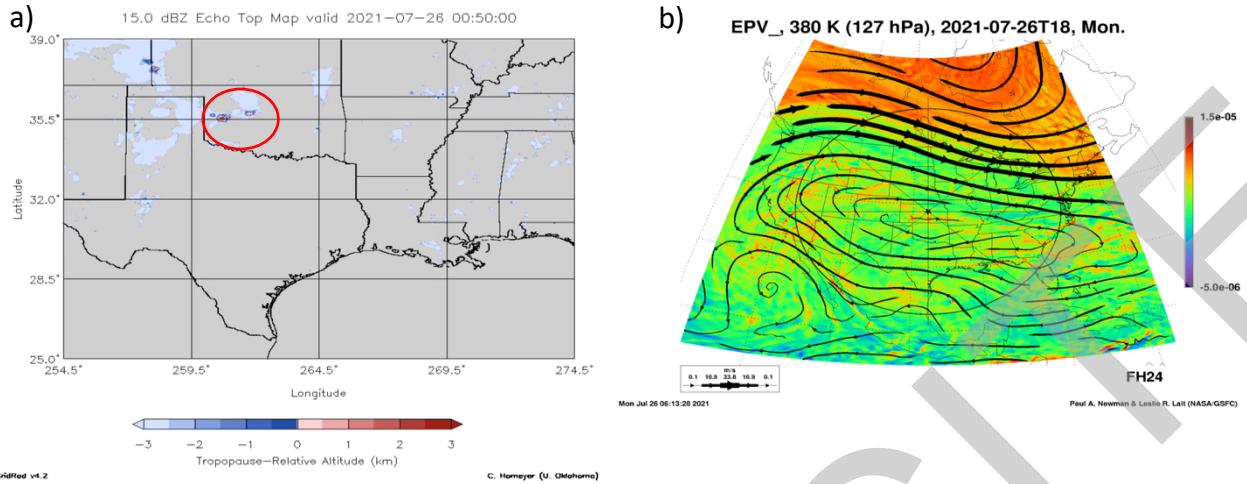 a)
15.0 dBZ Echo Top Map valid 2021-07-26 00:50:00
39.0°
35.5°
32.0°
28.5°
25.0°
Latitude
254.5° 259.5° 264.5° 269.5° 274.5°
Longitude
−3 −2 −1 0 1 2 3
Tropopause−Relative Altitude (km)
GridRad v4.2
C. Homeyer (U. Oklahoma)
b)
EPV_, 380 K (127 hPa), 2021-07-26T18, Mon.
1.5e-05
-5.0e-06
m/s
0.1 16.9 33.8 16.9 0.1
FH24
Mon Jul 26 06:13:28 2021
Paul A. Newman & Leslie R. Lait (NASA/GSFC)